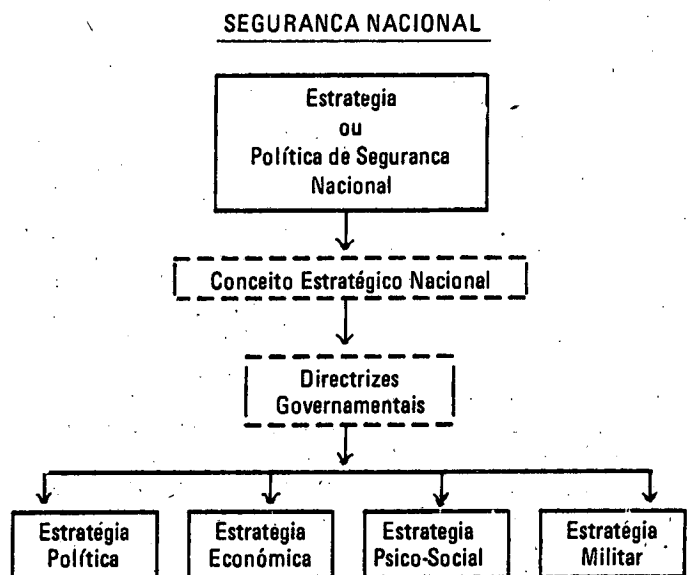 SEGURANCA NACIONAL
Estrategia
ou
Política de Seguranca
Nacional
Conceito Estratégico Nacional
Directrizes
Governamentais
Estratégia
Política
Estratégia
Económica
Estrategia
Psico-Social
Estratégia
Militar